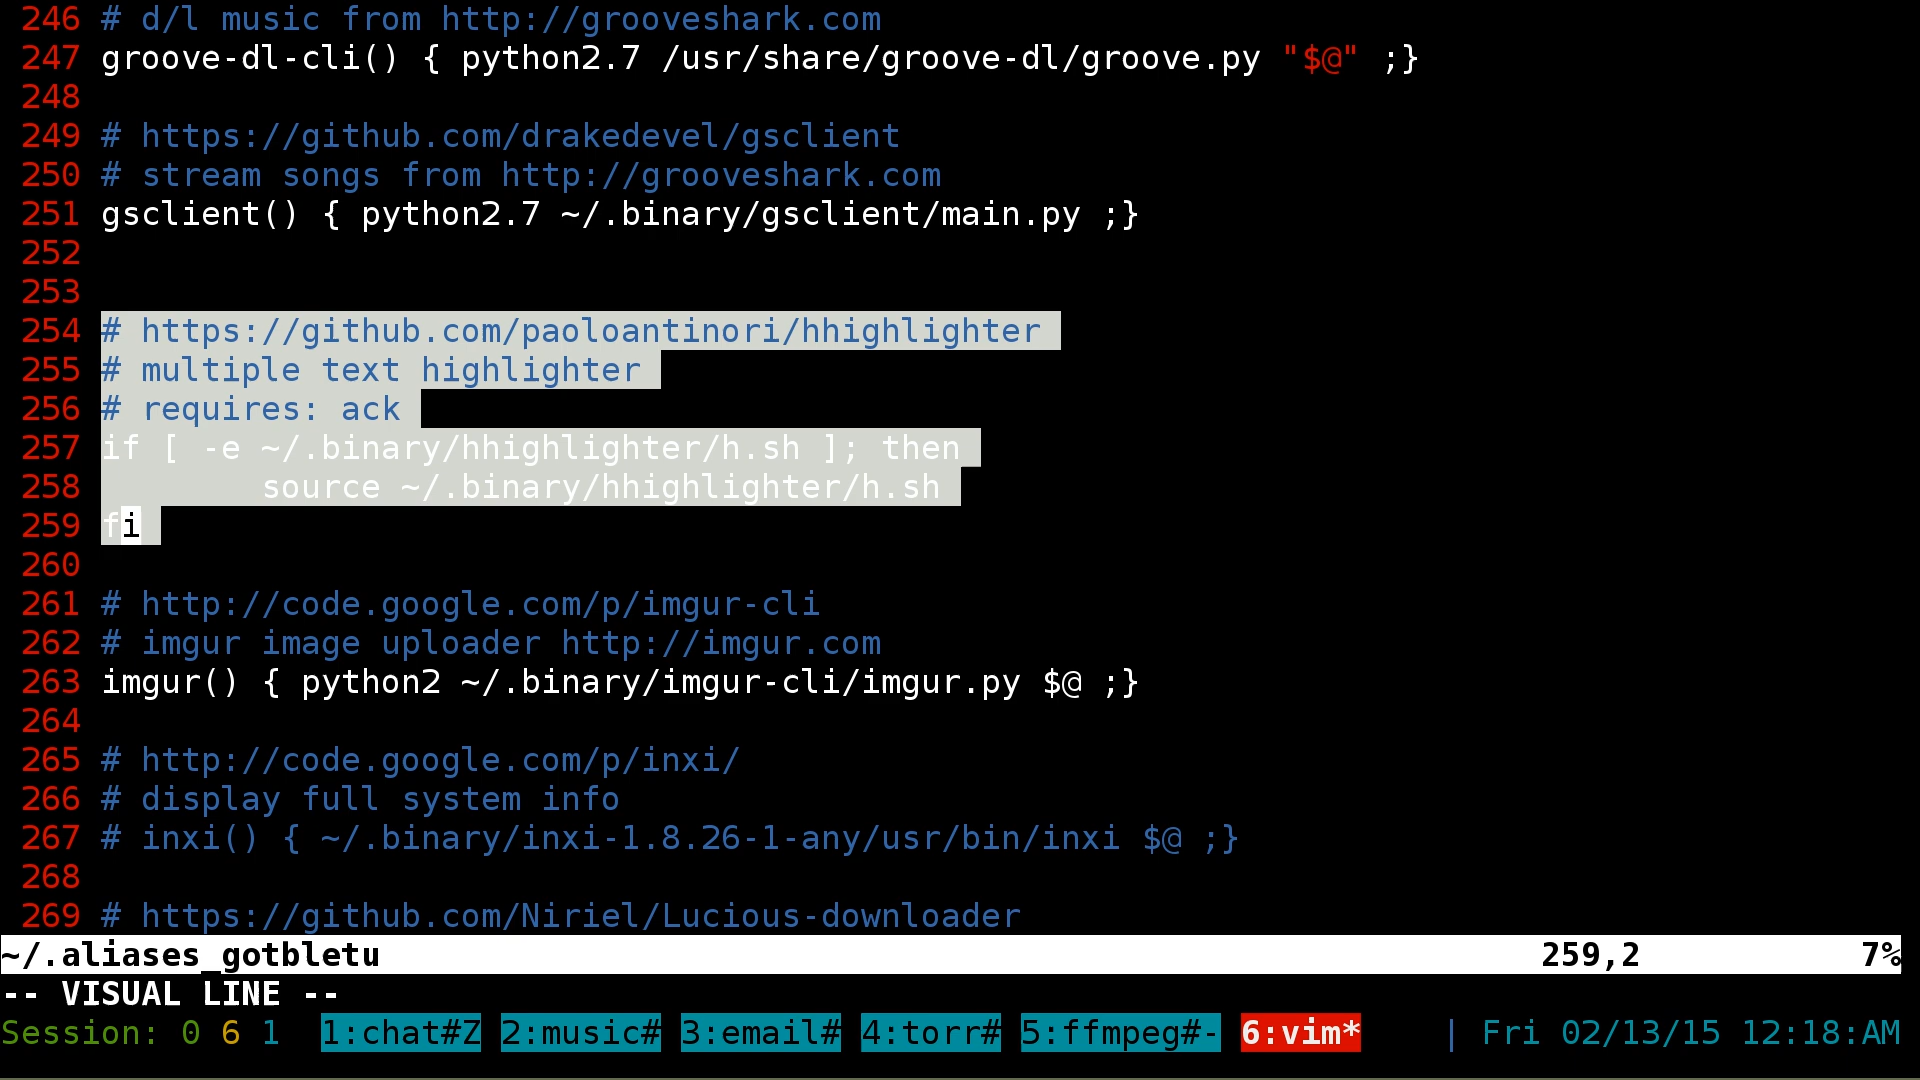 246 # d/l music from http://grooveshark.com
247 groove-dl-cli() { python2.7 /usr/share/groove-dl/groove.py "$@" ;}
248
249 # https://github.com/drakedevel/gsclient
250 # stream songs from http://grooveshark.com
251 gsclient() { python2.7 ~/.binary/gsclient/main.py ;}
252
253
254 # https://github.com/paoloantinori/hhighlighter
255 # multiple text highlighter
256 # requires: ack
257 if [ -e ~/.binary/hhighlighter/h.sh ]; then
258         source ~/.binary/hhighlighter/h.sh
259 fi
260
261 # http://code.google.com/p/imgur-cli
262 # imgur image uploader http://imgur.com
263 imgur() { python2 ~/.binary/imgur-cli/imgur.py $@ ;}
264
265 # http://code.google.com/p/inxi/
266 # display full system info
267 # inxi() { ~/.binary/inxi-1.8.26-1-any/usr/bin/inxi $@ ;}
268
269 # https://github.com/Niriel/Lucious-downloader
~/.aliases_gotbletu 259,2 7%
-- VISUAL LINE --
Session: 0 6 1 1:chat#Z 2:music# 3:email# 4:torr# 5:ffmpeg#- 6:vim* | Fri 02/13/15 12:18:AM